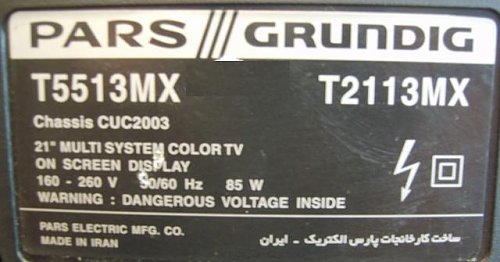 PARS /// GRUNDIG
T5513MX T2113MX
Chassis CUC2003
21" MULTI SYSTEM COLOR TV
ON SCREEN DISPLAY
160 - 260 V 50/60 Hz 85 W
WARNING : DANGEROUS VOLTAGE INSIDE
PARS ELECTRIC MFG. CO.
MADE IN IRAN
ساخت کارخانجات پارس الکتریک - ایران